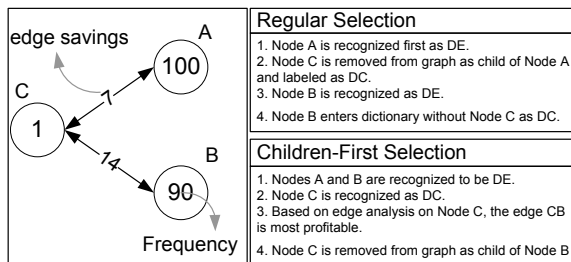 edge savings
A
100
7
C
1
14
B
90
Frequency
Regular Selection
1. Node A is recognized first as DE.
2. Node C is removed from graph as child of Node A
and labeled as DC.
3. Node B is recognized as DE.
4. Node B enters dictionary without Node C as DC.
Children-First Selection
1. Nodes A and B are recognized to be DE.
2. Node C is recognized as DC.
3. Based on edge analysis on Node C, the edge CB
is most profitable.
4. Node C is removed from graph as child of Node B